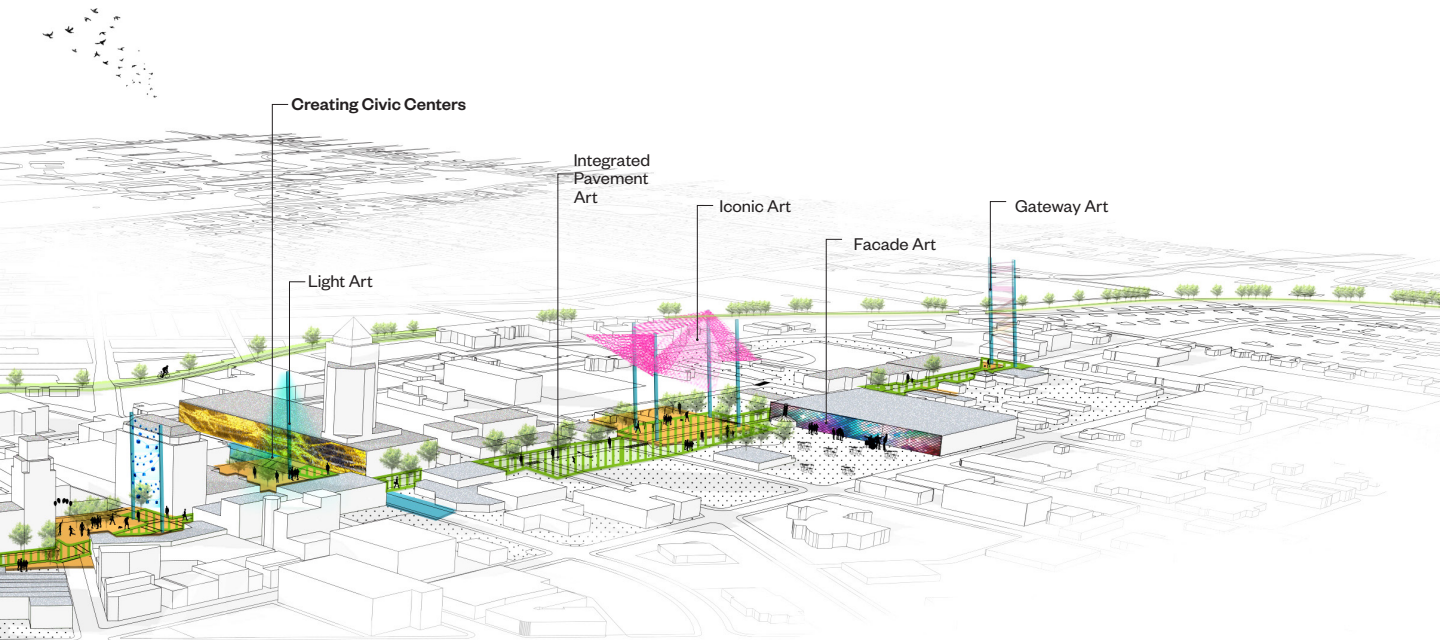 Creating Civic Centers
Integrated
Pavement
Art
Iconic Art
Gateway Art
Facade Art
Light Art